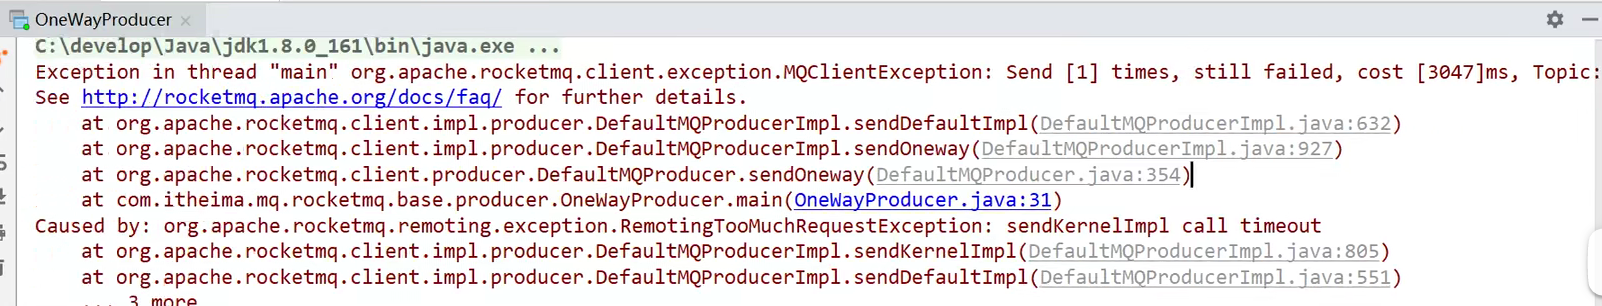 OneWayProducer ×
C:\develop\Java\jdk1.8.0_161\bin\java.exe ...
Exception in thread "main" org.apache.rocketmq.client.exception.MQClientException: Send [1] times, still failed, cost [3047]ms, Topic:
See http://rocketmq.apache.org/docs/faq/ for further details.
at org.apache.rocketmq.client.impl.producer.DefaultMQProducerImpl.sendDefaultImpl(DefaultMQProducerImpl.java:632)
at org.apache.rocketmq.client.impl.producer.DefaultMQProducerImpl.sendOneway(DefaultMQProducerImpl.java:927)
at org.apache.rocketmq.client.producer.DefaultMQProducer.sendOneway(DefaultMQProducer.java:354)
at com.itheima.mq.rocketmq.base.producer.OneWayProducer.main(OneWayProducer.java:31)
Caused by: org.apache.rocketmq.remoting.exception.RemotingTooMuchRequestException: sendKernelImpl call timeout
at org.apache.rocketmq.client.impl.producer.DefaultMQProducerImpl.sendKernelImpl(DefaultMQProducerImpl.java:805)
at org.apache.rocketmq.client.impl.producer.DefaultMQProducerImpl.sendDefaultImpl(DefaultMQProducerImpl.java:551)
... 3 more